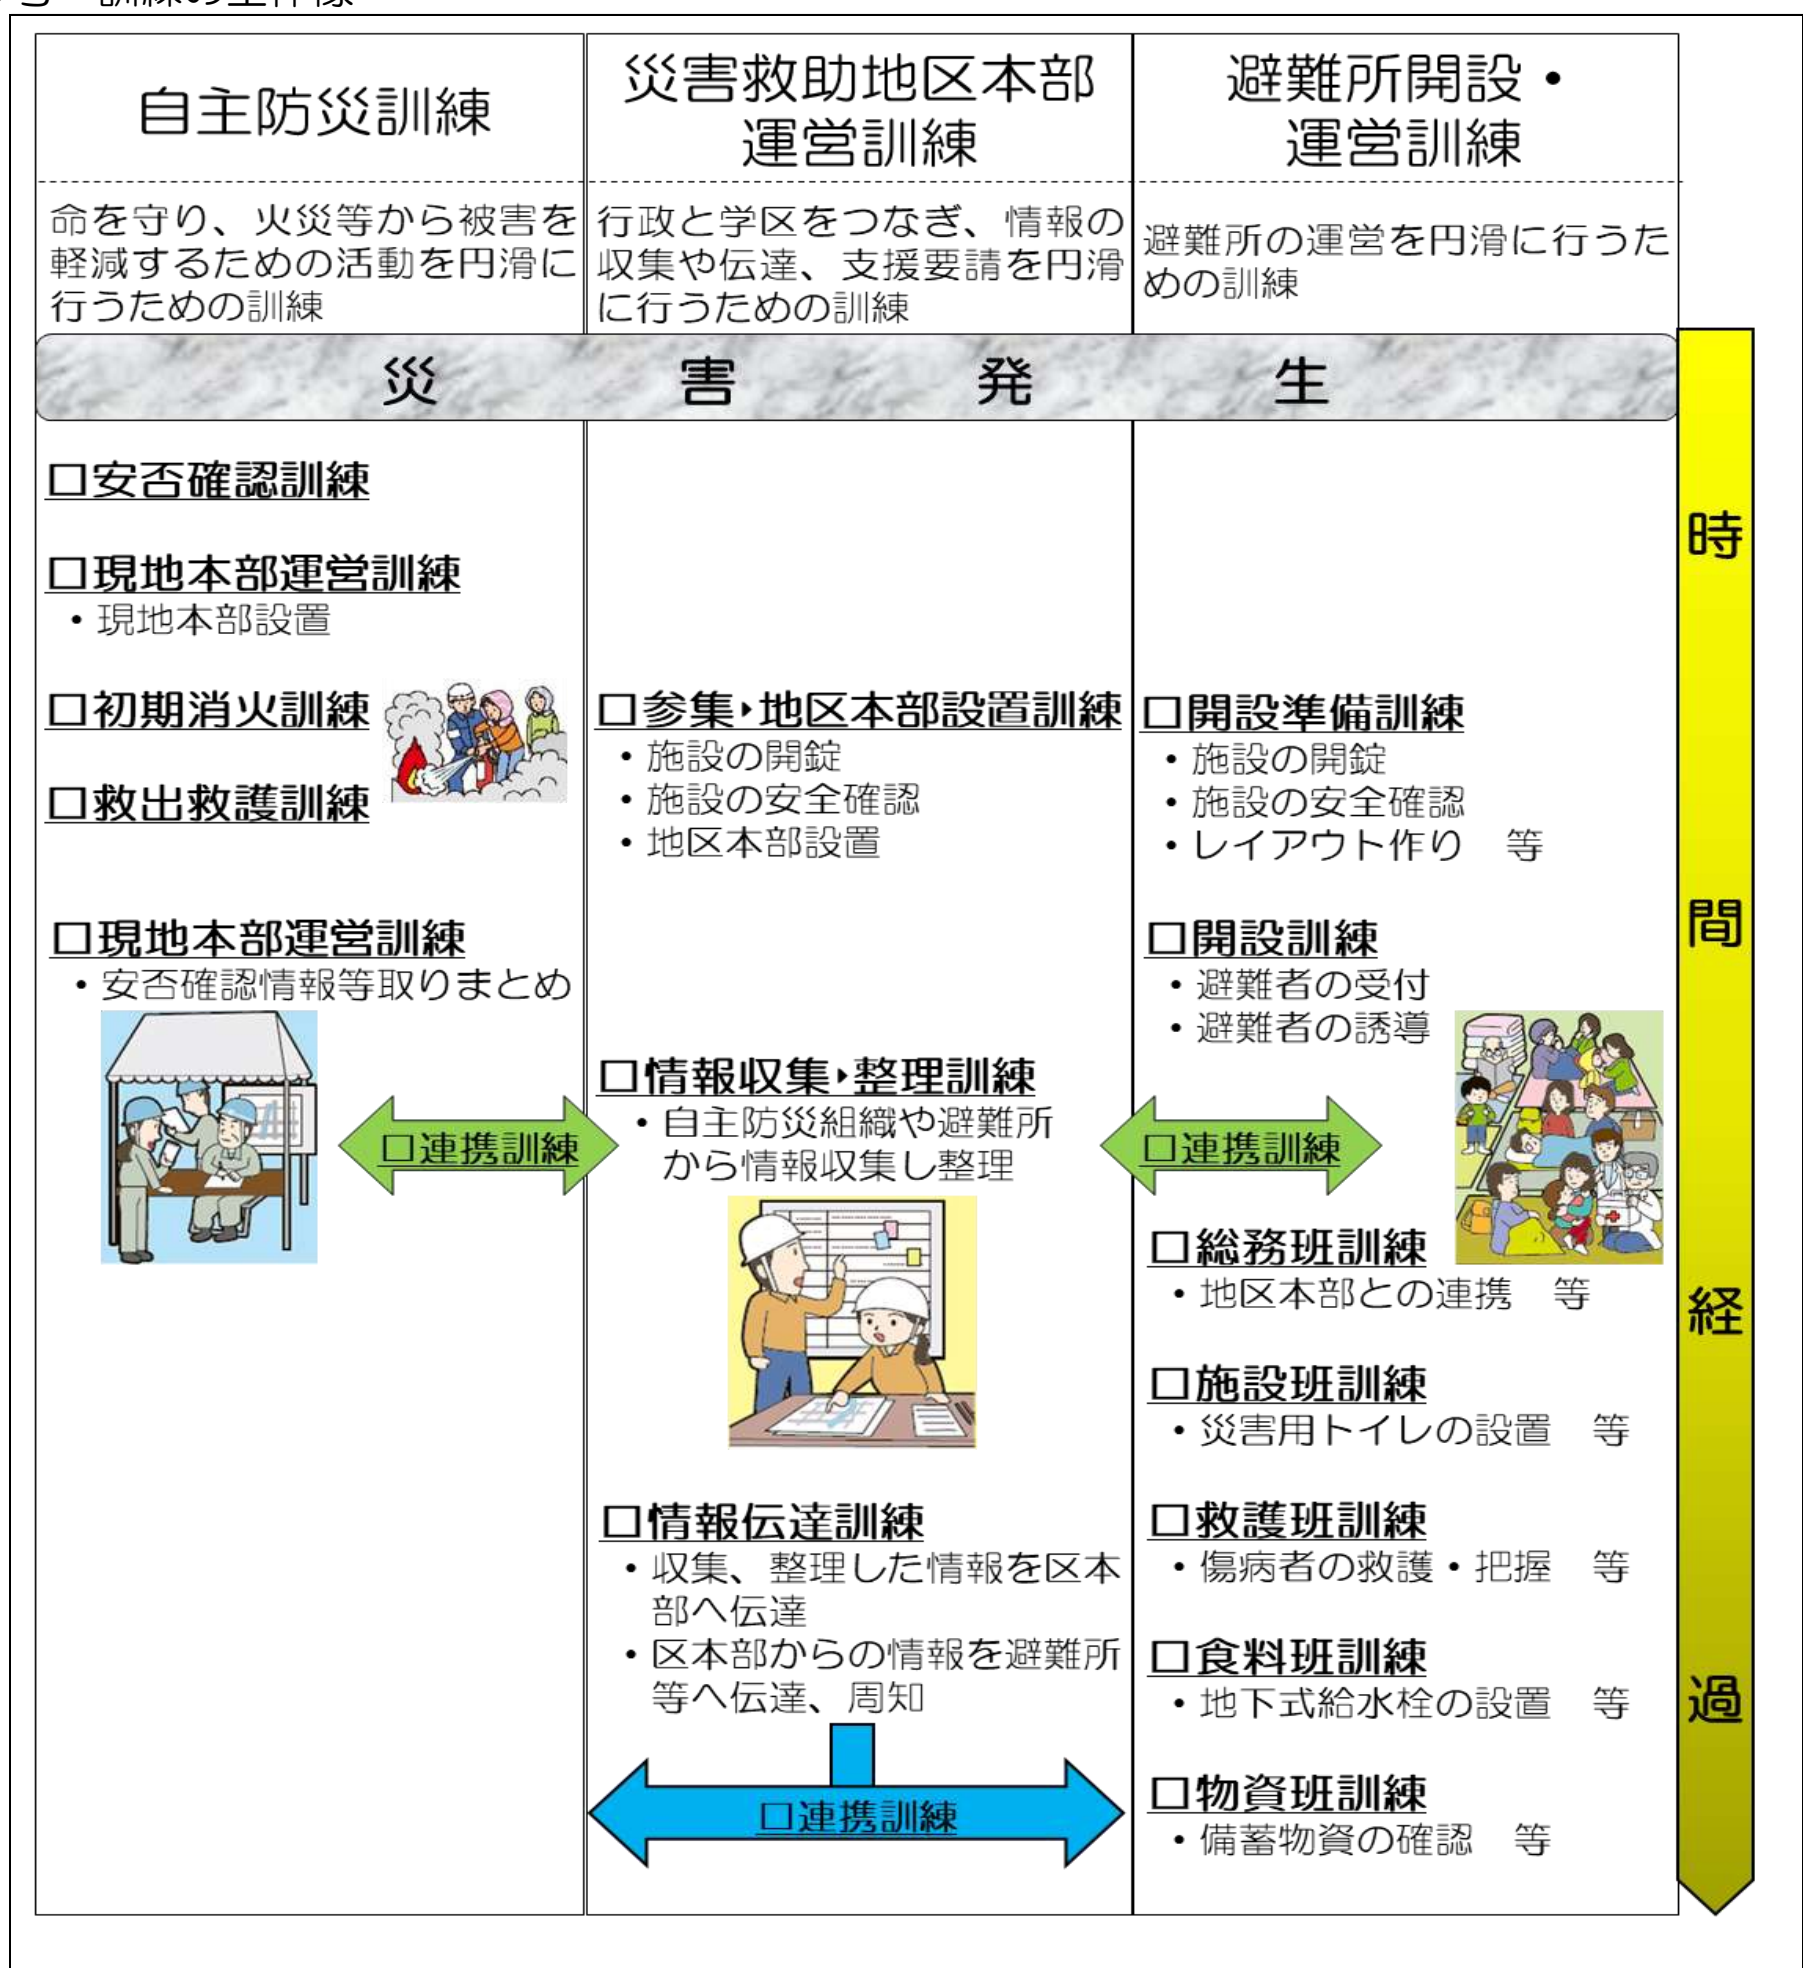 訓練の全体像
自主防災訓練
命を守り、火災等から被害を
軽減するための活動を円滑に
行うための訓練
災害救助地区本部
運営訓練
行政と学区をつなぎ、情報の
収集や伝達、支援要請を円滑
に行うための訓練
避難所開設・
運営訓練
避難所の運営を円滑に行うた
めの訓練
災害発生
時間経過
□安否確認訓練
□現地本部運営訓練
・現地本部設置
□初期消火訓練
□救出救護訓練
□現地本部運営訓練
・安否確認情報等取りまとめ
□連携訓練
□参集・地区本部設置訓練
・施設の開錠
・施設の安全確認
・地区本部設置
□情報収集・整理訓練
・自主防災組織や避難所
から情報収集し整理
□情報伝達訓練
・収集、整理した情報を区本
部へ伝達
・区本部からの情報を避難所
等へ伝達、周知
□連携訓練
□連携訓練
□開設準備訓練
・施設の開錠
・施設の安全確認
・レイアウト作り　等
□開設訓練
・避難者の受付
・避難者の誘導
□総務班訓練
・地区本部との連携　等
□施設班訓練
・災害用トイレの設置　等
□救護班訓練
・傷病者の救護・把握　等
□食料班訓練
・地下式給水栓の設置　等
□物資班訓練
・備蓄物資の確認　等